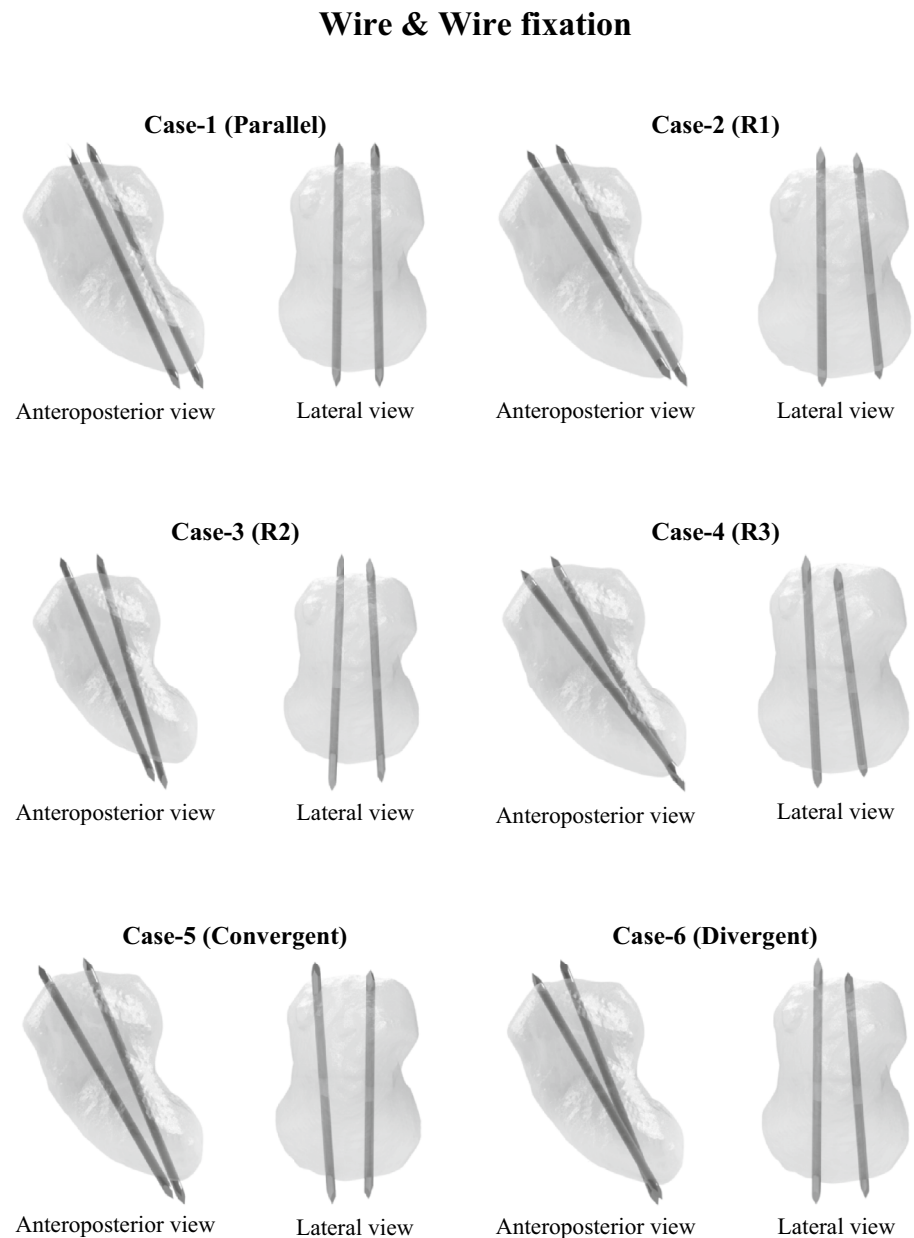 Wire & Wire fixation
Case-1 (Parallel)
Case-2 (R1)
Anteroposterior view
Lateral view
Anteroposterior view
Lateral view
Case-3 (R2)
Case-4 (R3)
Anteroposterior view
Lateral view
Anteroposterior view
Lateral view
Case-5 (Convergent)
Case-6 (Divergent)
Anteroposterior view
Lateral view
Anteroposterior view
Lateral view